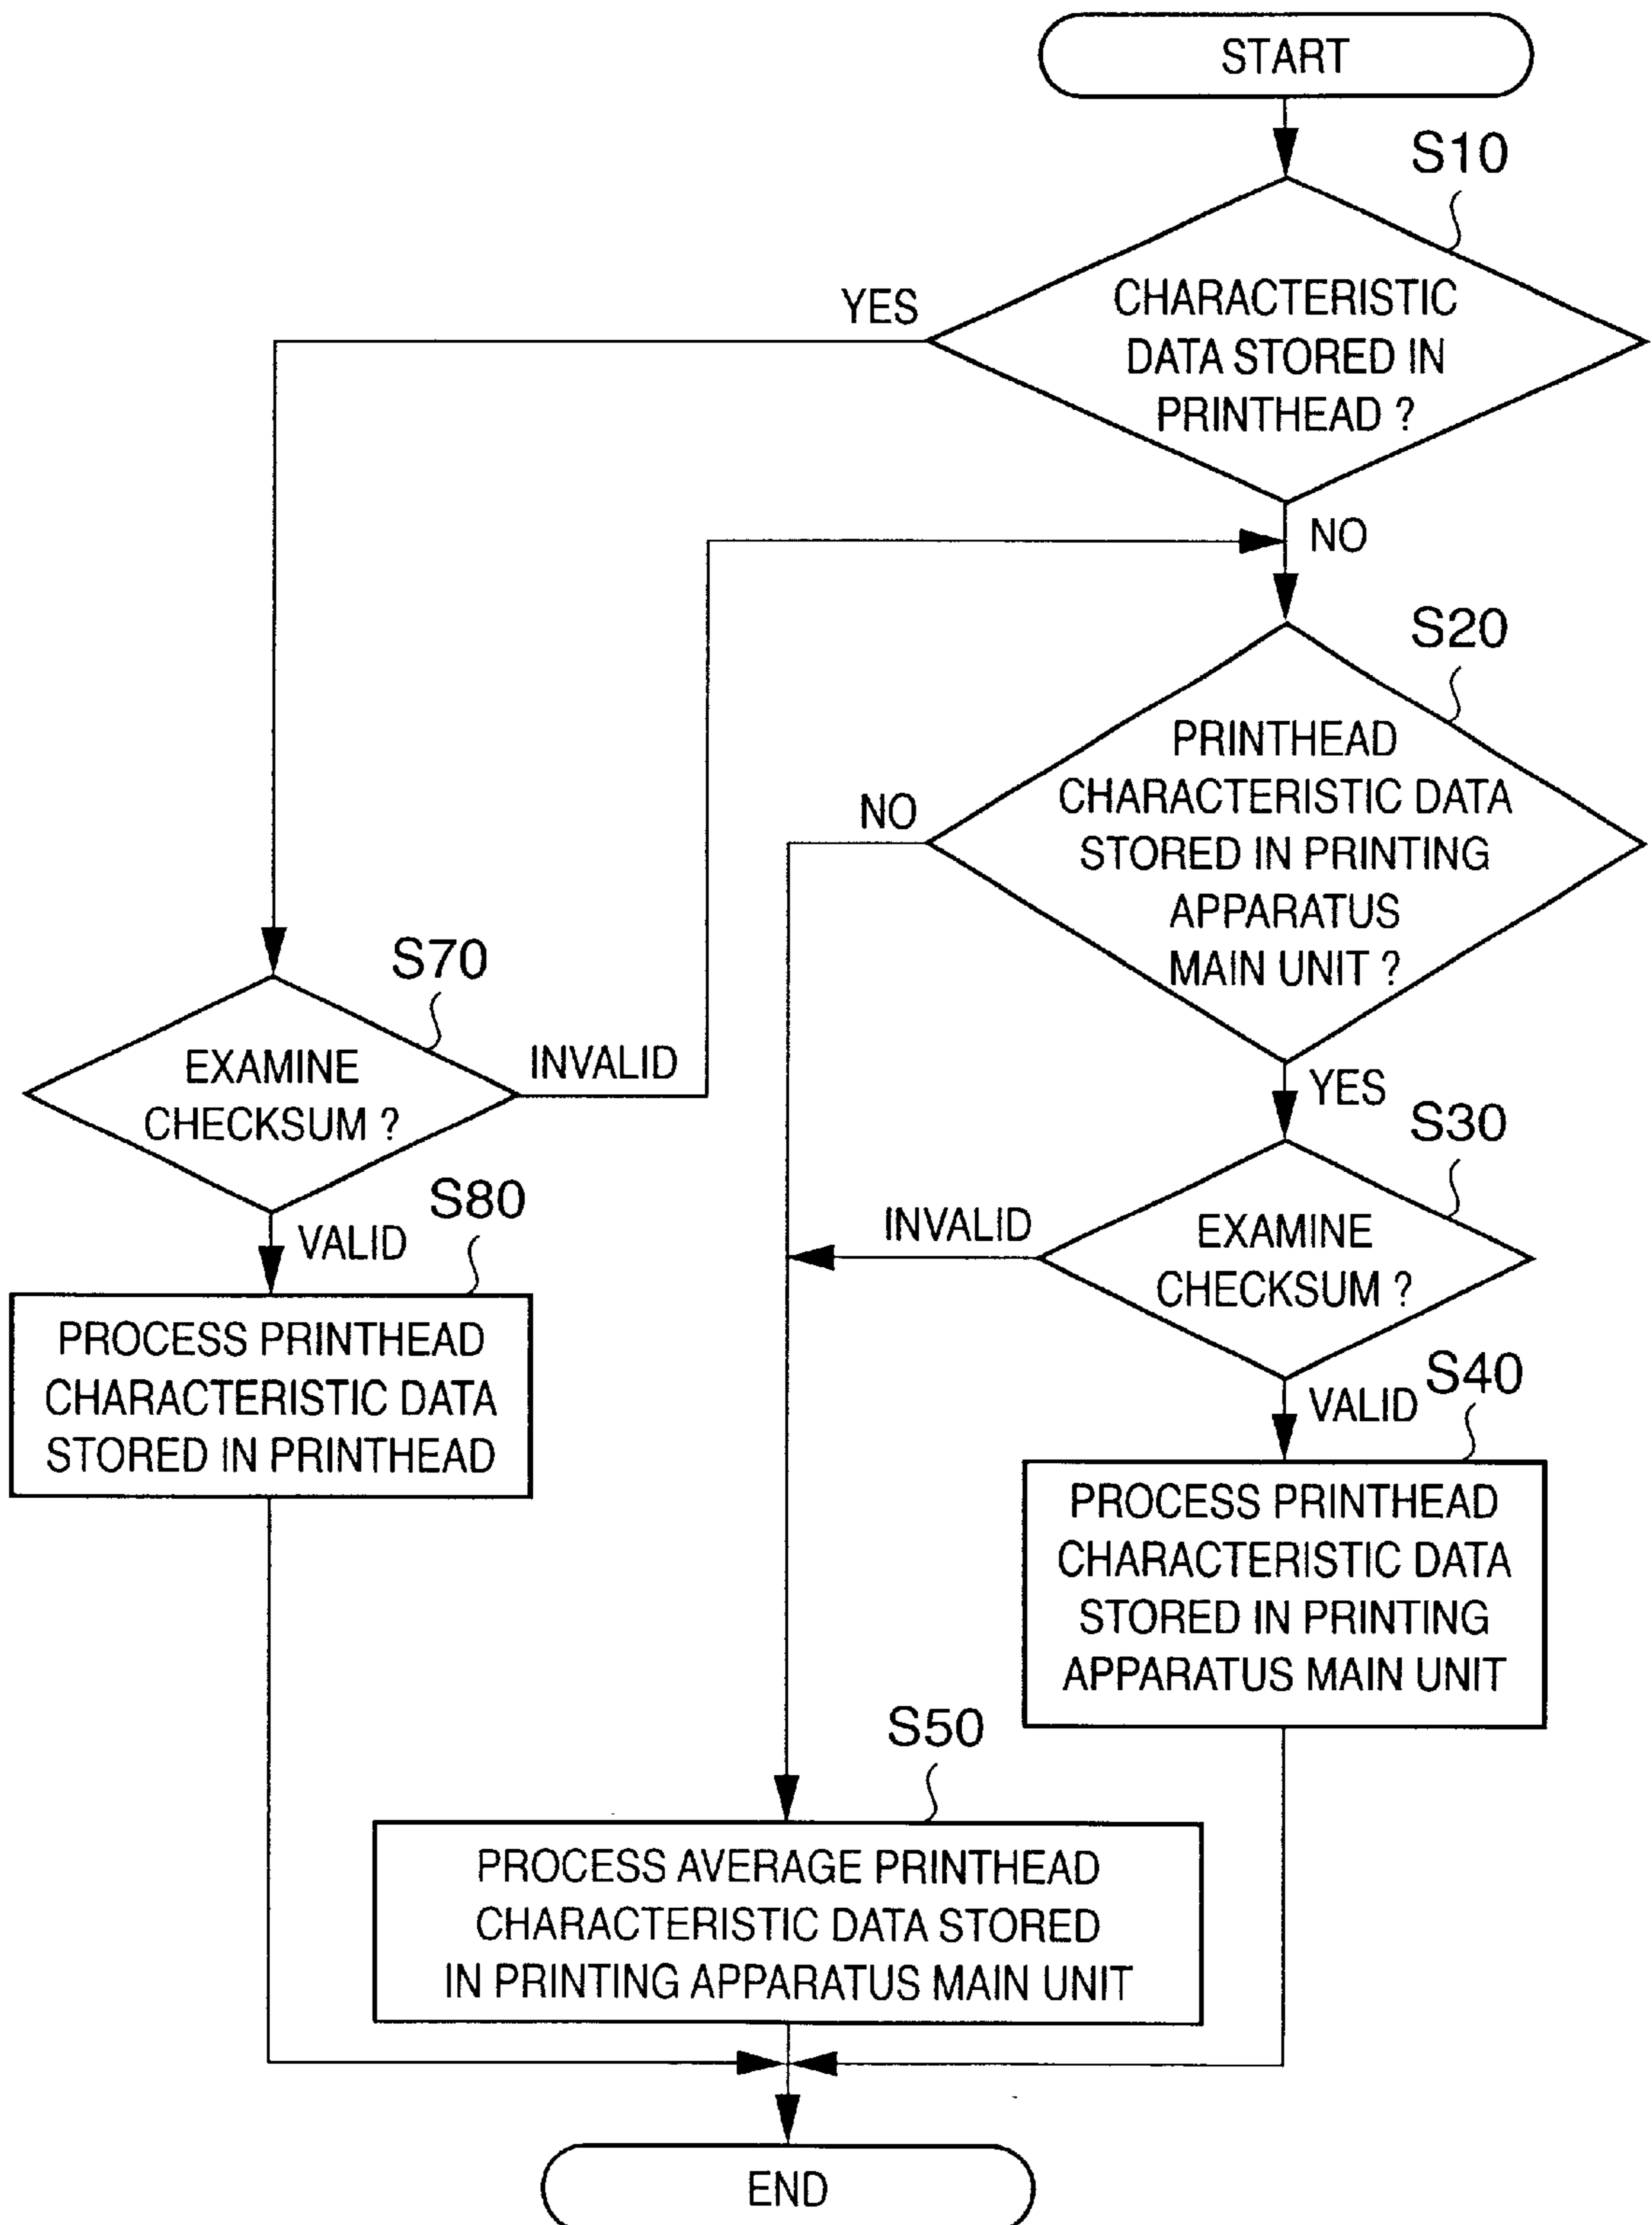 START
S10
CHARACTERISTIC
DATA STORED IN
PRINTHEAD ?
YES
NO
S20
PRINTHEAD
CHARACTERISTIC DATA
STORED IN PRINTING
APPARATUS
MAIN UNIT ?
NO
YES
S70
EXAMINE
CHECKSUM ?
INVALID
VALID
S30
EXAMINE
CHECKSUM ?
INVALID
VALID
S80
PROCESS PRINTHEAD
CHARACTERISTIC DATA
STORED IN PRINTHEAD
S40
PROCESS PRINTHEAD
CHARACTERISTIC DATA
STORED IN PRINTING
APPARATUS MAIN UNIT
S50
PROCESS AVERAGE PRINTHEAD
CHARACTERISTIC DATA STORED
IN PRINTING APPARATUS MAIN UNIT
END